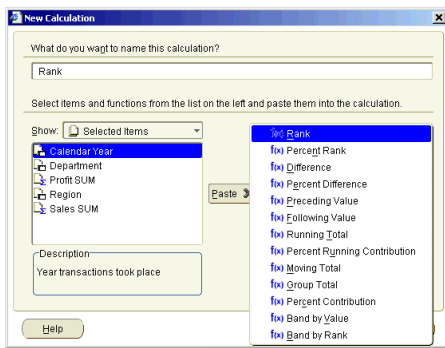 New Calculation
What do you want to name this calculation?
Rank
Select items and functions from the list on the left and paste them into the calculation.
Show: Selected Items
Calendar Year
Department
Profit SUM
Region
Sales SUM
Paste
Description
Year transactions took place
f(x) Rank
f(x) Percent Rank
f(x) Difference
f(x) Percent Difference
f(x) Preceding Value
f(x) Following Value
f(x) Running Total
f(x) Percent Running Contribution
f(x) Moving Total
f(x) Group Total
f(x) Percent Contribution
f(x) Band by Value
f(x) Band by Rank
Help